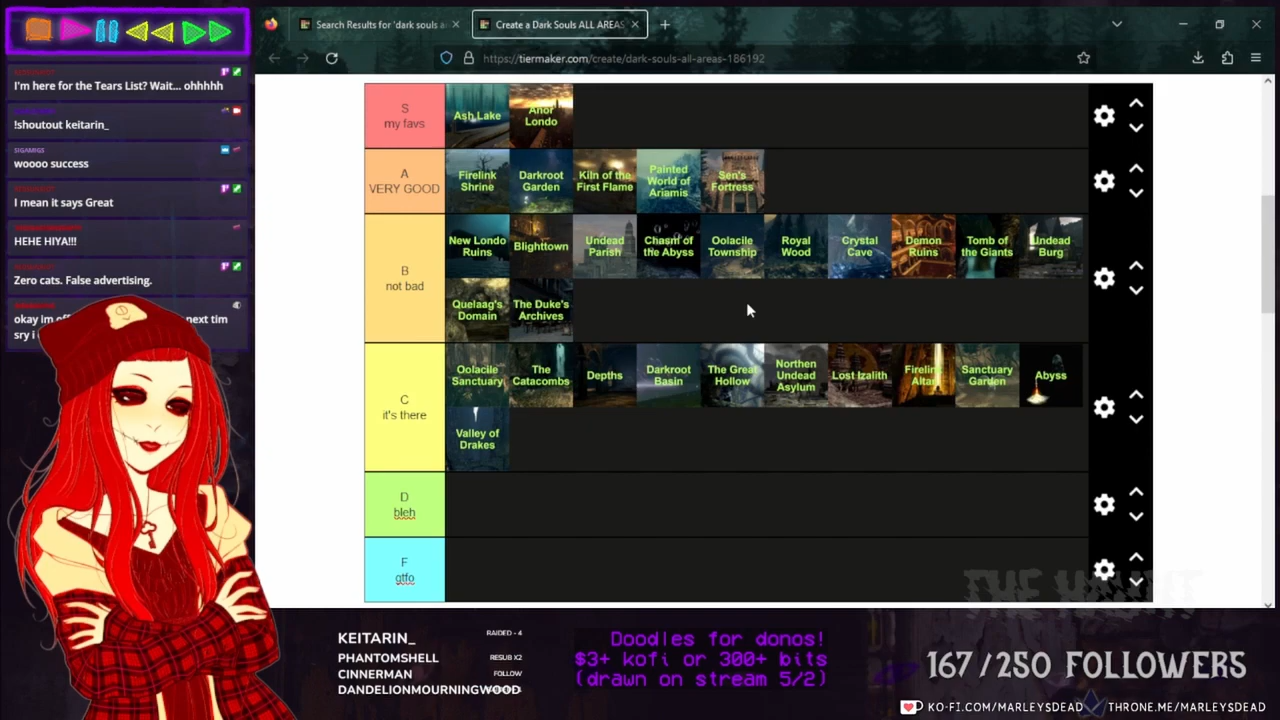 Search Results for 'dark souls a
Create a Dark Souls ALL AREAS
https://tiermaker.com/create/dark-souls-all-areas-186192
I'm here for the Tears List? Wait... ohhhhh
!shoutout keitarin_
SIGAMIGS
woooo success
I mean it says Great
HEHE HIYA!!!
Zero cats. False advertising.
okay im off next tim
sry i
S
my favs
Ash Lake
Anor
Londo
A
VERY GOOD
Firelink
Shrine
Darkroot
Garden
Kiln of the
First Flame
Painted
World of
Ariamis
Sen's
Fortress
B
not bad
New Londo
Ruins
Blighttown
Undead
Parish
Chasm of
the Abyss
Oolacile
Township
Royal
Wood
Crystal
Cave
Demon
Ruins
Tomb of
the Giants
Undead
Burg
Quelaag's
Domain
The Duke's
Archives
C
it's there
Oolacile
Sanctuary
The
Catacombs
Depths
Darkroot
Basin
The Great
Hollow
Northen
Undead
Asylum
Lost Izalith
Firelink
Altar
Sanctuary
Garden
Abyss
Valley of
Drakes
D
bleh
F
gtfo
THE HAUNT
KEITARIN_ RAIDED - 4
PHANTOMSHELL RESUB X2
CINNERMAN FOLLOW
DANDELIONMOURNINGWOOD
Doodles for donos!
$3+ kofi or 300+ bits
(drawn on stream 5/2)
167/250 FOLLOWERS
KO-FI.COM/MARLEYSDEAD THRONE.ME/MARLEYSDEAD